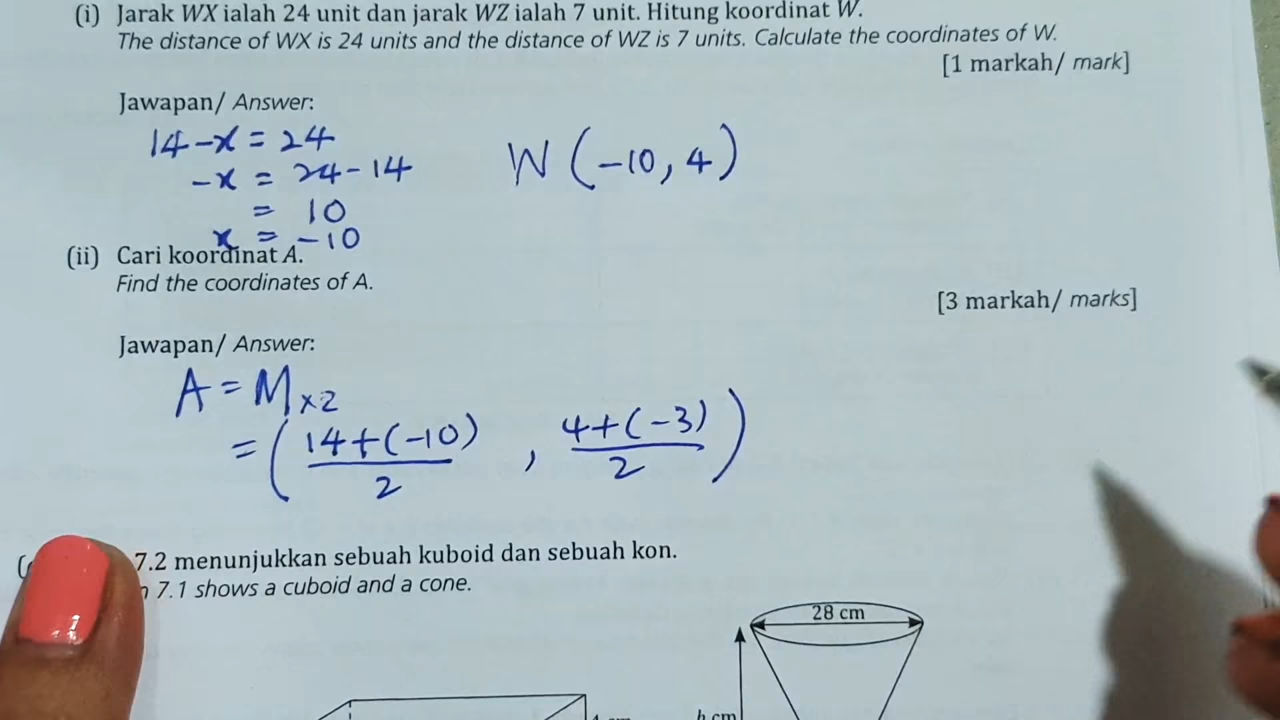 (i) Jarak WX ialah 24 unit dan jarak WZ ialah 7 unit. Hitung koordinat W.
The distance of WX is 24 units and the distance of WZ is 7 units. Calculate the coordinates of W.
[1 markah/ mark]
Jawapan/ Answer:
14 - x = 24
-x = 24 - 14
= 10
x = -10
W (-10, 4)
(ii) Cari koordinat A.
Find the coordinates of A.
[3 markah/ marks]
Jawapan/ Answer:
A = M x2
= ( 14+(-10) / 2 , 4+(-3) / 2 )
7.2 menunjukkan sebuah kuboid dan sebuah kon.
7.1 shows a cuboid and a cone.
28 cm
h cm